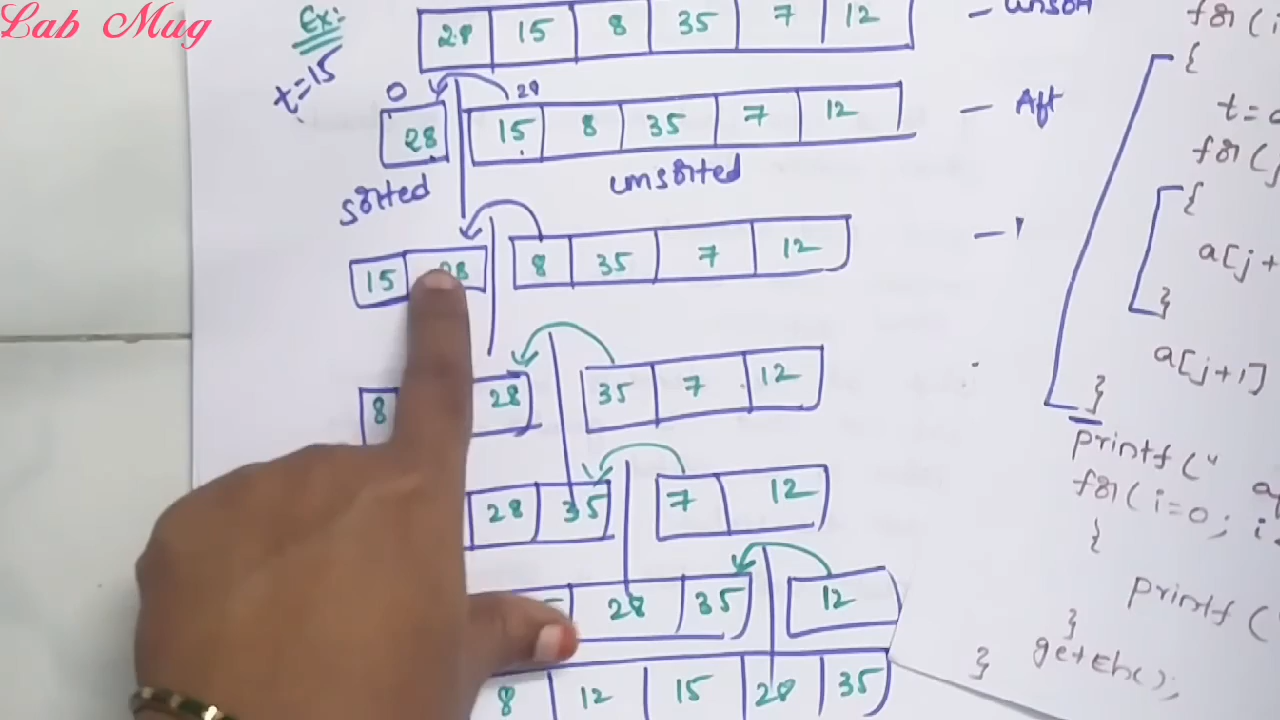 Lab Mug
Ex:-
28 15 8 35 7 12
t=15
0 28
28 15 8 35 7 12 - Aft
sorted unsorted
15 28 8 35 7 12
8 28 35 7 12
28 35 7 12
28 35 12
8 12 15 28 35
for(i
{
t=a
for(j
{
a[j+
}
a[j+1]
}
printf("
for(i=0; i
{
printf("
}
} getch();